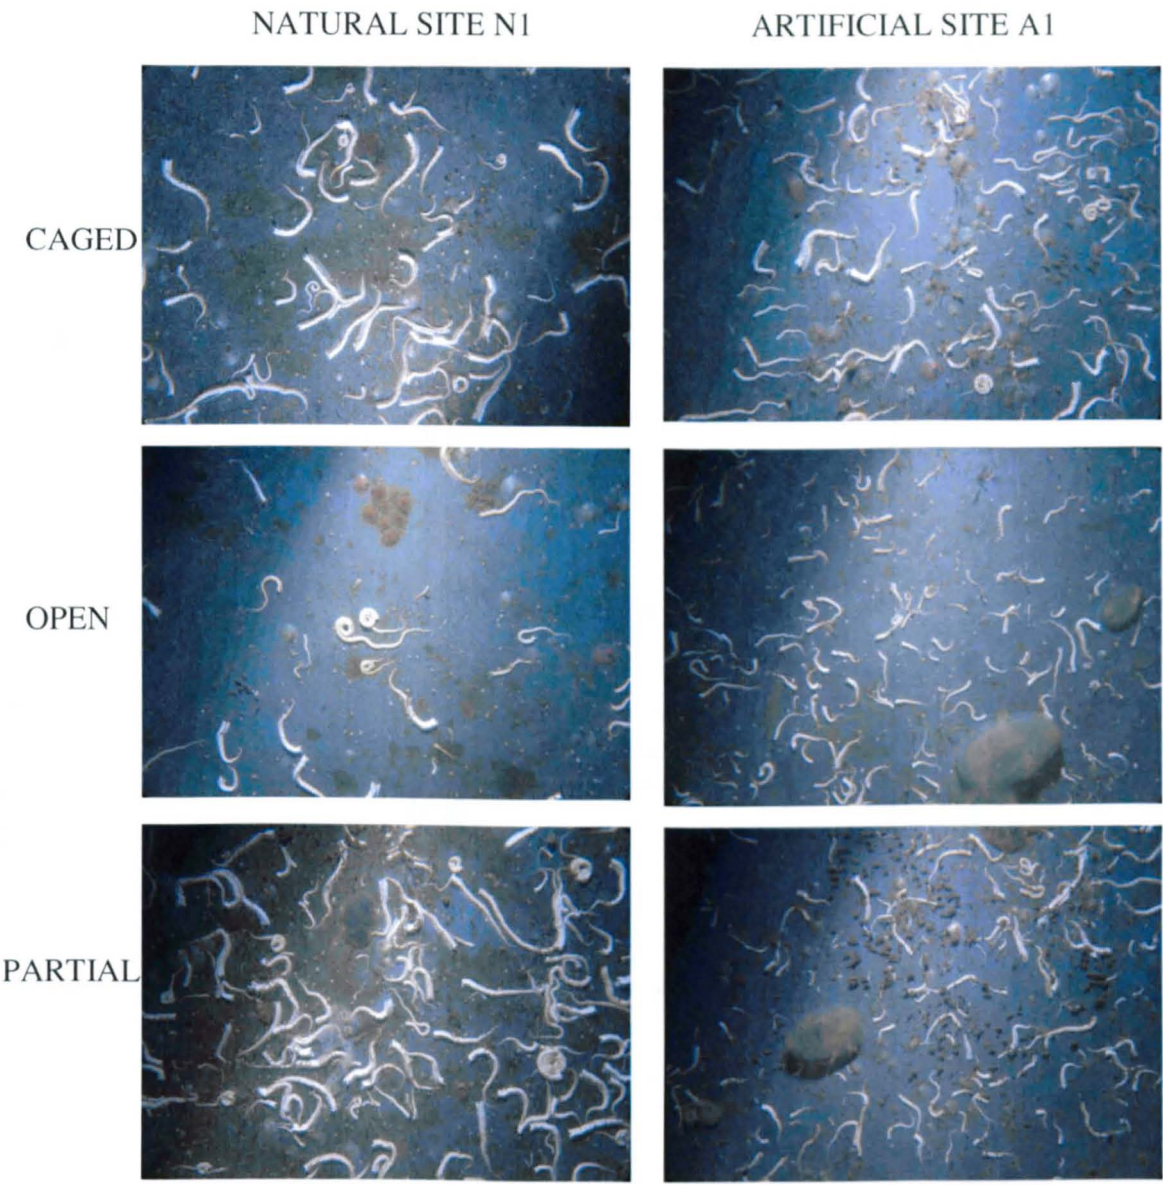 NATURAL SITE N1
ARTIFICIAL SITE A1
CAGED
OPEN
PARTIAL